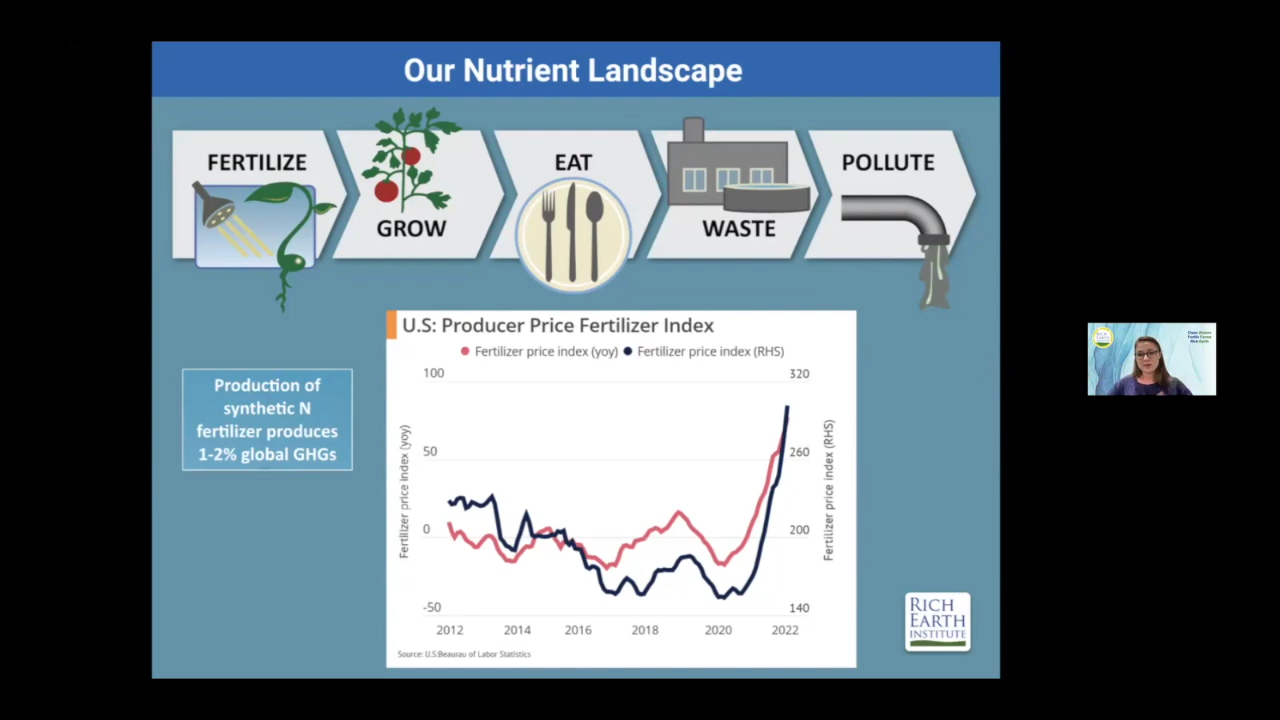 Our Nutrient Landscape
FERTILIZE
GROW
EAT
WASTE
POLLUTE
Production of
synthetic N
fertilizer produces
1-2% global GHGs
U.S: Producer Price Fertilizer Index
Fertilizer price index (yoy) Fertilizer price index (RHS)
100
50
0
-50
Fertilizer price index (yoy)
320
260
200
140
Fertilizer price index (RHS)
2012 2014 2016 2018 2020 2022
Source: U.S.Beaurau of Labor Statistics
RICH
EARTH
INSTITUTE